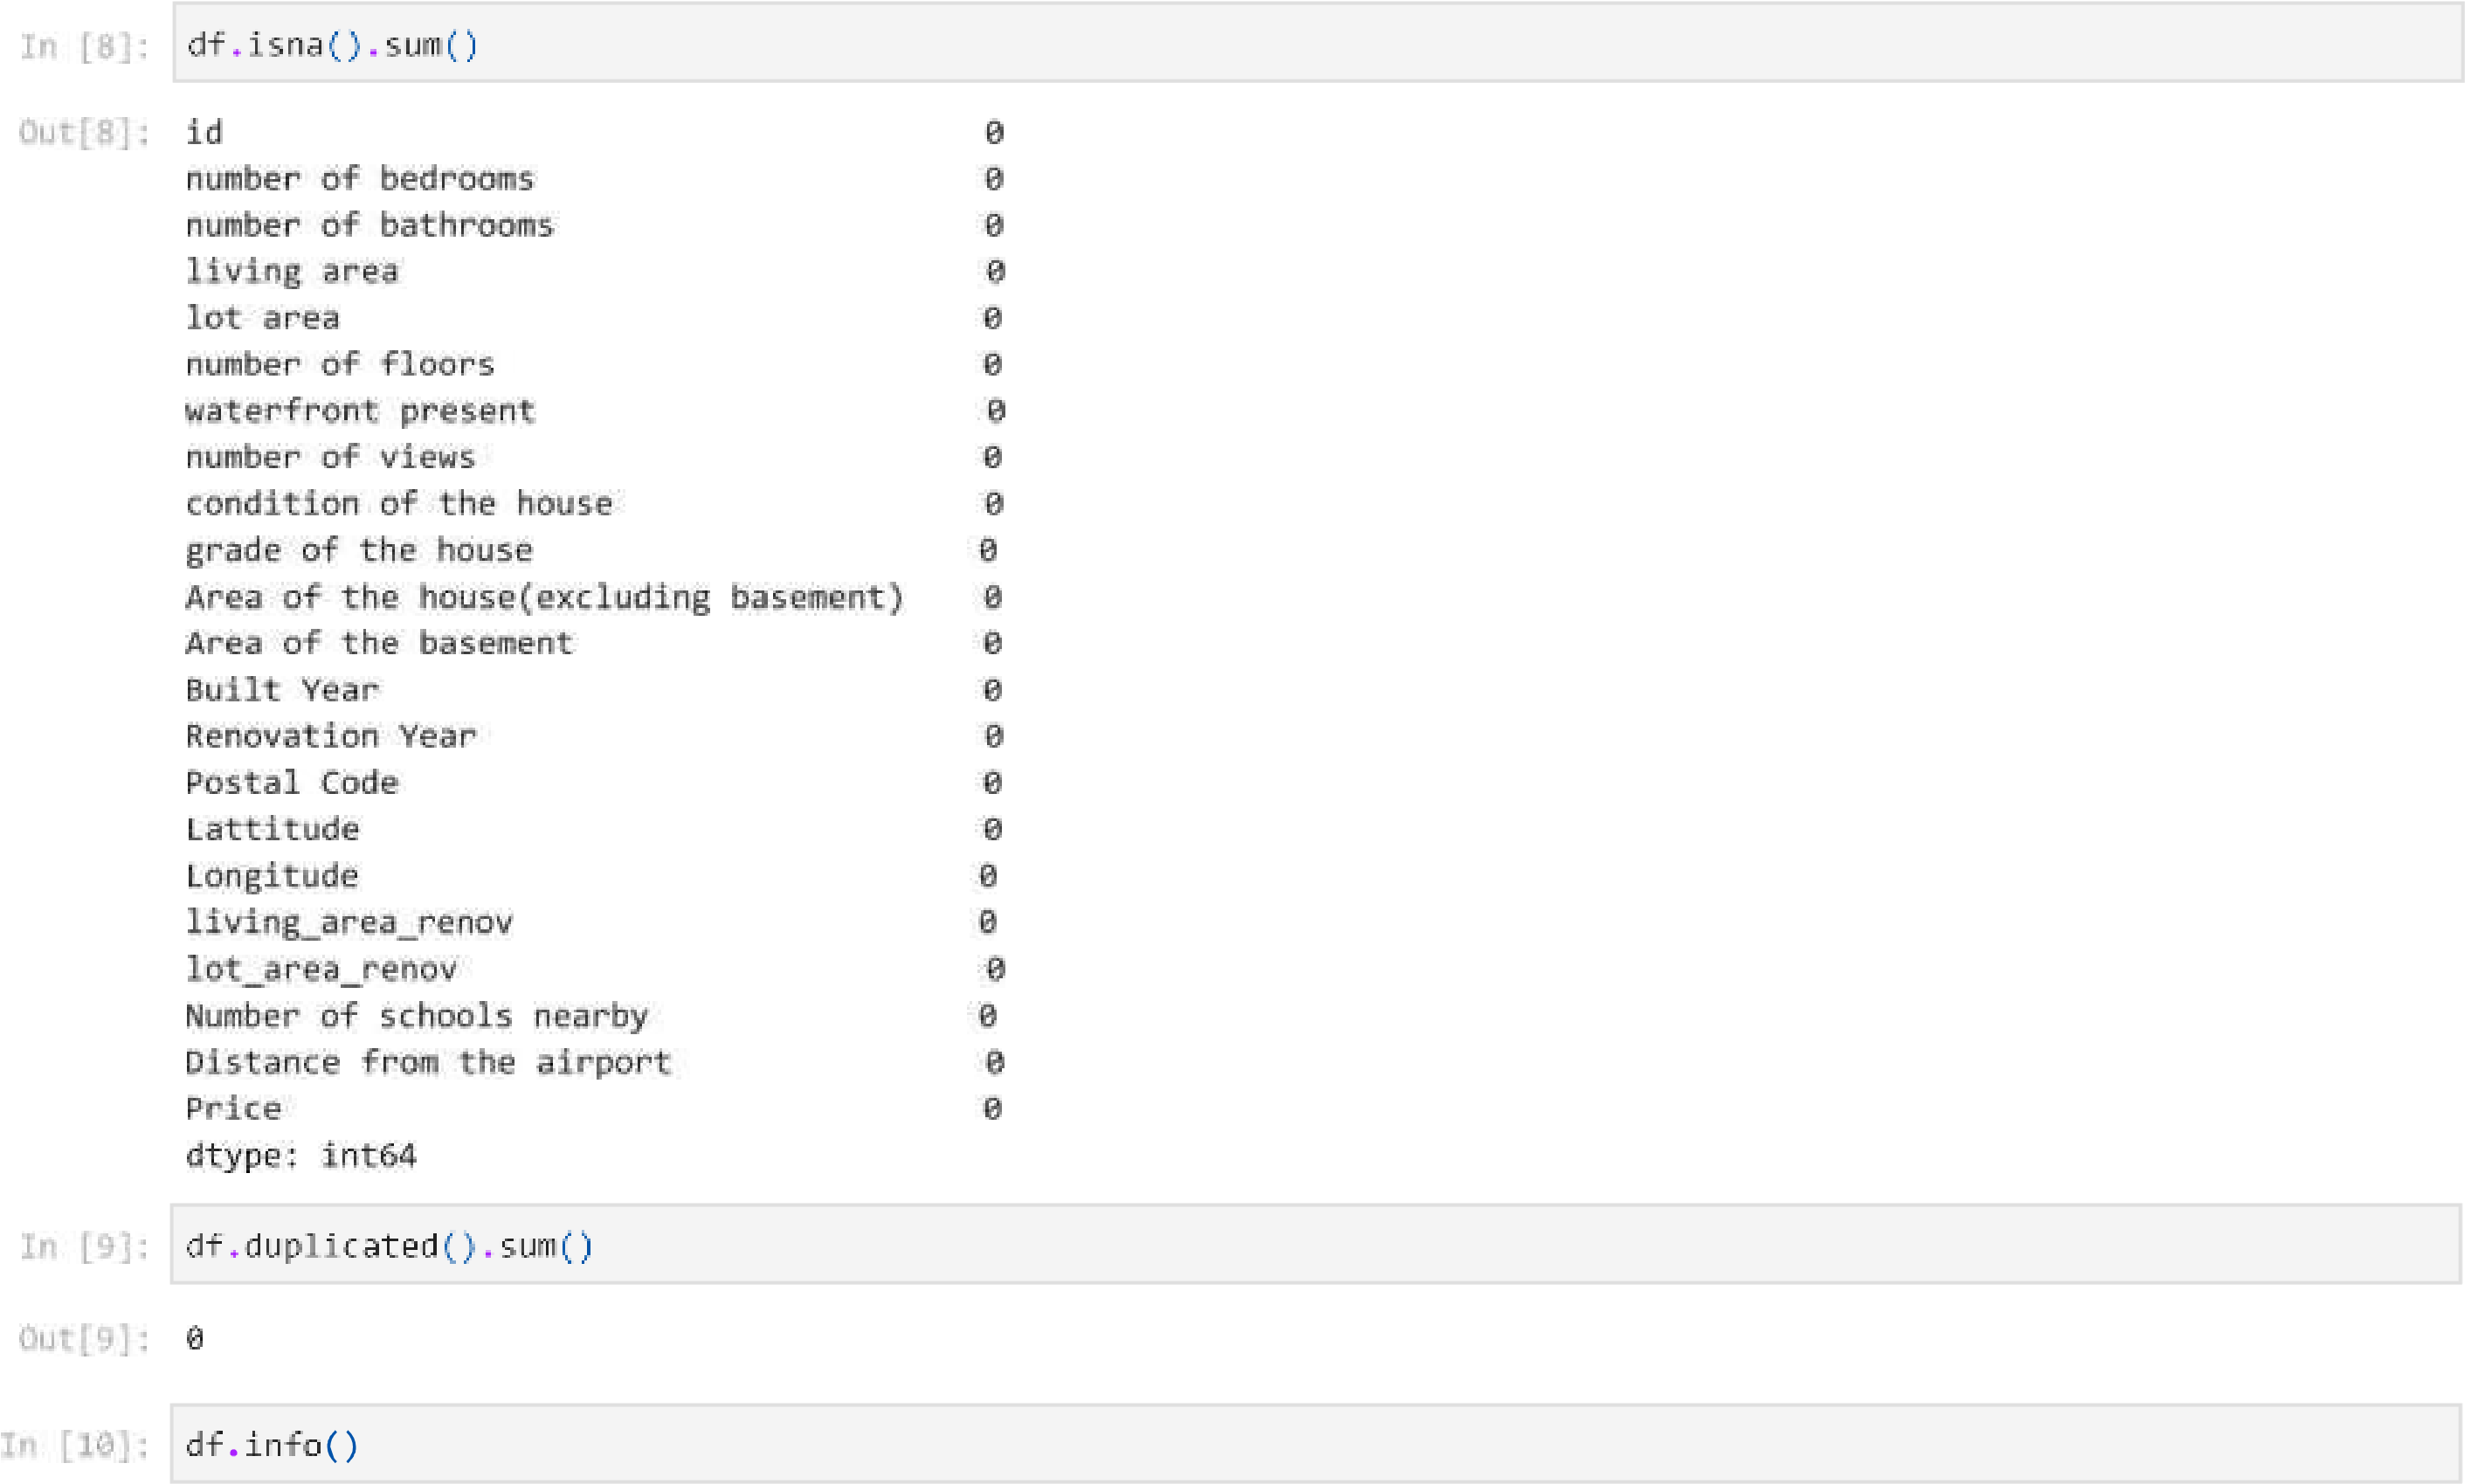 In [8]: df.isna().sum()
Out[8]: id 0
number of bedrooms 0
number of bathrooms 0
living area 0
lot area 0
number of floors 0
waterfront present 0
number of views 0
condition of the house 0
grade of the house 0
Area of the house(excluding basement) 0
Area of the basement 0
Built Year 0
Renovation Year 0
Postal Code 0
Lattitude 0
Longitude 0
living_area_renov 0
lot_area_renov 0
Number of schools nearby 0
Distance from the airport 0
Price 0
dtype: int64
In [9]: df.duplicated().sum()
Out[9]: 0
In [10]: df.info()